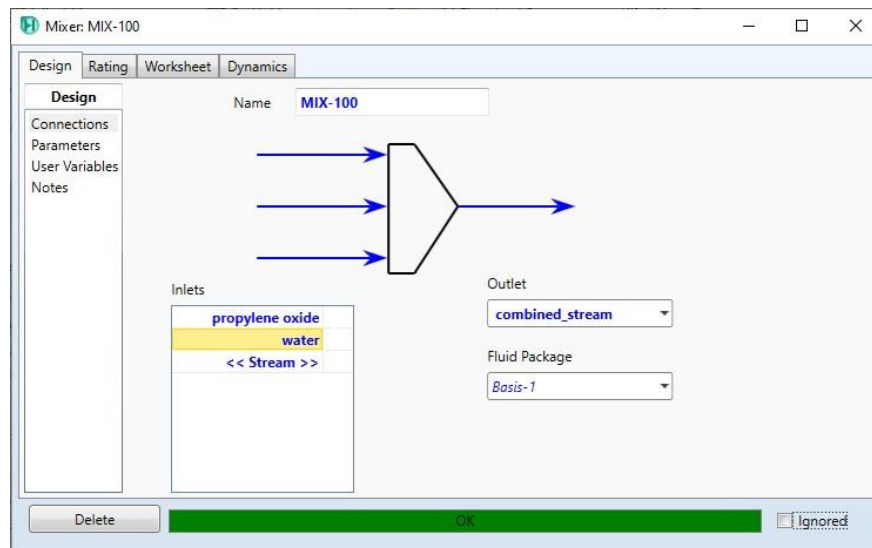 Mixer: MIX-100
Design Rating Worksheet Dynamics
Design
Connections
Parameters
User Variables
Notes
Name MIX-100
Inlets
propylene oxide
water
<< Stream >>
Outlet
combined_stream
Fluid Package
Basis-1
Delete
OK
Ignored